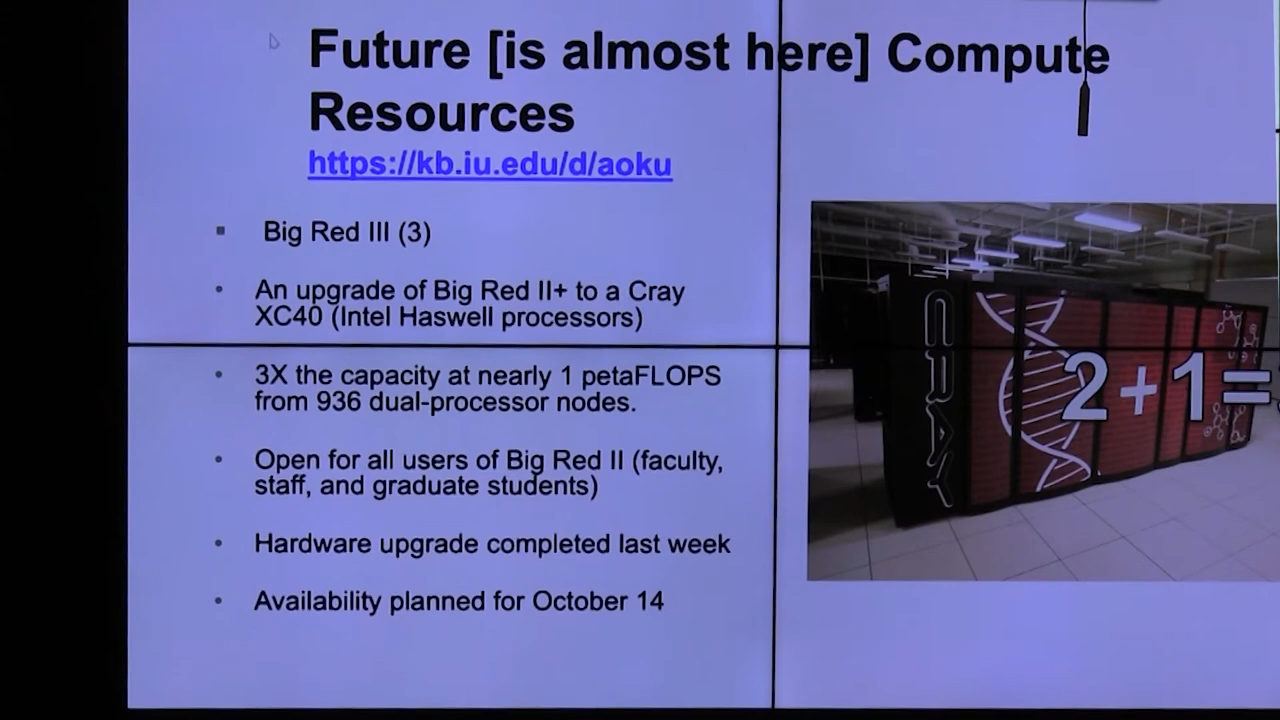 Future [is almost here] Compute
Resources
https://kb.iu.edu/d/aoku
Big Red III (3)
An upgrade of Big Red II+ to a Cray
XC40 (Intel Haswell processors)
3X the capacity at nearly 1 petaFLOPS
from 936 dual-processor nodes.
Open for all users of Big Red II (faculty,
staff, and graduate students)
Hardware upgrade completed last week
Availability planned for October 14
CRAY
2+1=